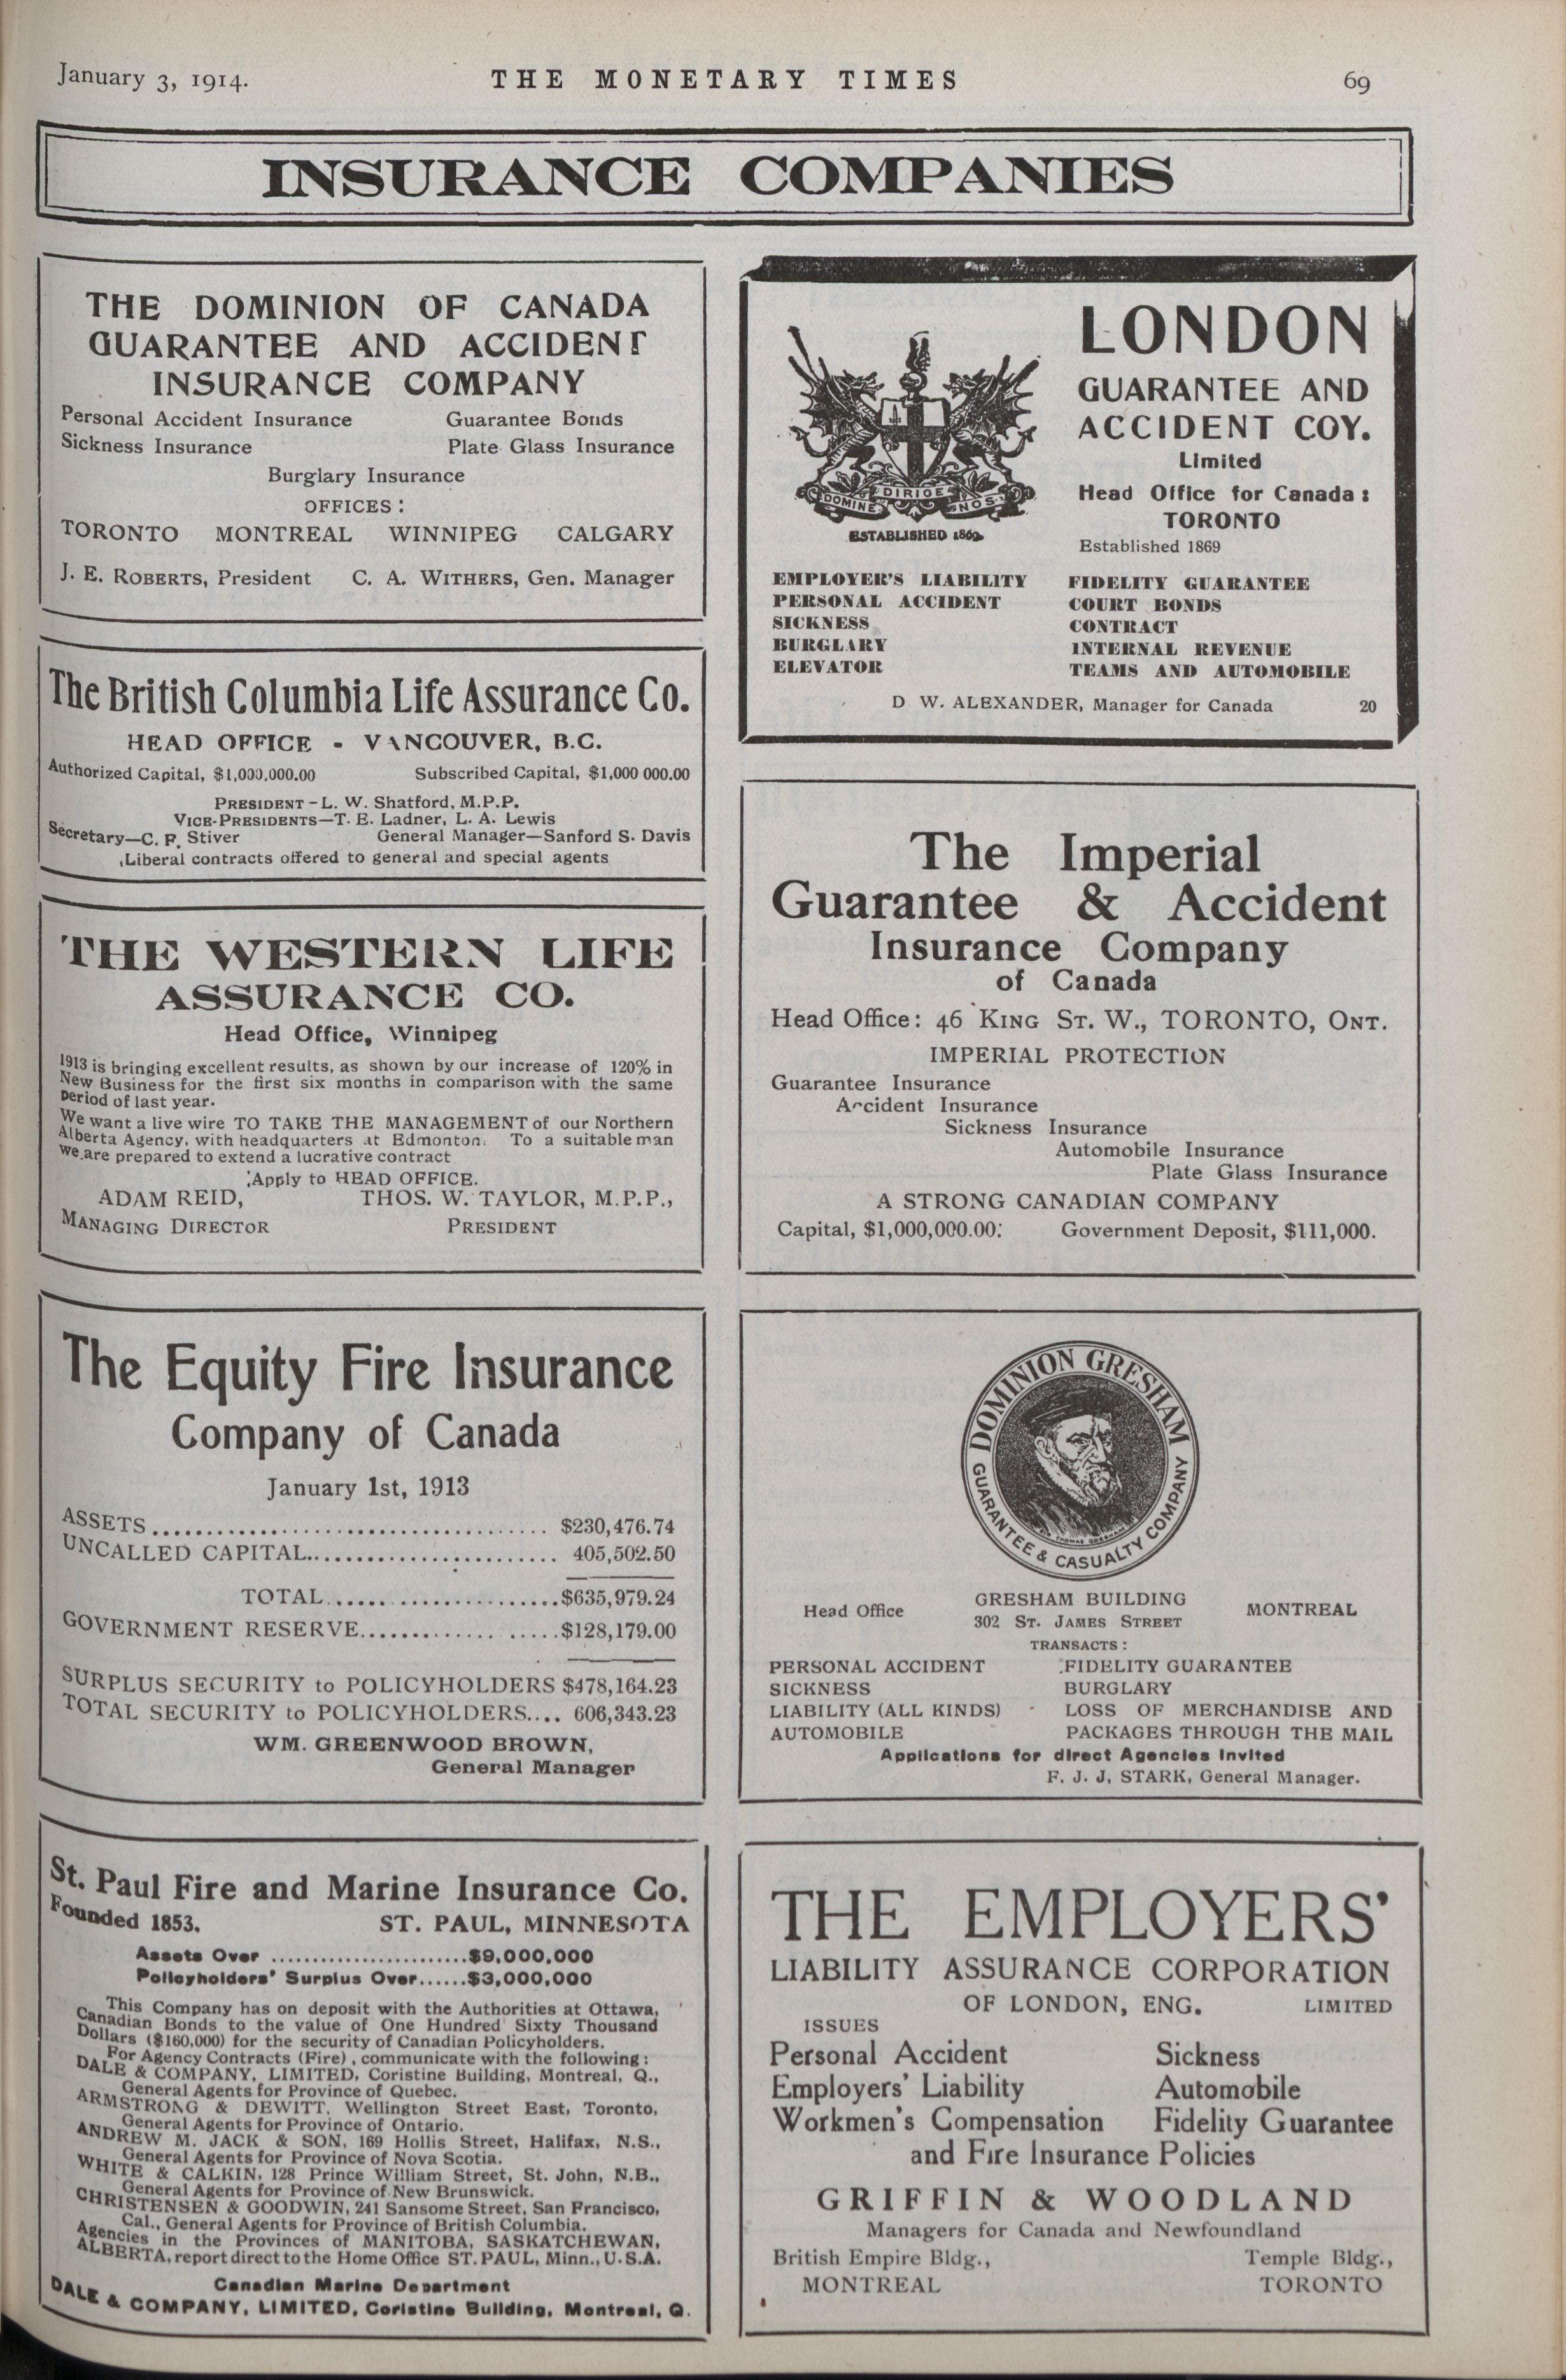 January 3, 1914.
THE MONETARY TIMES
69
INSURANCE COMPANIES
THE DOMINION OF CANADA
GUARANTEE AND ACCIDENT
INSURANCE COMPANY
Personal Accident Insurance Guarantee Bonds
Sickness Insurance Plate Glass Insurance
Burglary Insurance
OFFICES:
TORONTO MONTREAL WINNIPEG CALGARY
J. E. ROBERTS, President C. A. WITHERS, Gen. Manager
The British Columbia Life Assurance Co.
HEAD OFFICE - VANCOUVER, B.C.
Authorized Capital, $1,000,000.00 Subscribed Capital, $1,000 000.00
PRESIDENT - L. W. Shatford, M.P.P.
VICE-PRESIDENTS—T. E. Ladner, L. A. Lewis
Secretary—C. F. Stiver General Manager—Sanford S. Davis
Liberal contracts offered to general and special agents
THE WESTERN LIFE
ASSURANCE CO.
Head Office, Winnipeg
1913 is bringing excellent results, as shown by our increase of 120% in
New Business for the first six months in comparison with the same
period of last year.
We want a live wire TO TAKE THE MANAGEMENT of our Northern
Alberta Agency, with headquarters at Edmonton. To a suitable man
we are prepared to extend a lucrative contract
Apply to HEAD OFFICE.
ADAM REID, THOS. W. TAYLOR, M.P.P.,
MANAGING DIRECTOR PRESIDENT
The Equity Fire Insurance
Company of Canada
January 1st, 1913
ASSETS.................................... $230,476.74
UNCALLED CAPITAL....................... 405,502.50
TOTAL.......................$635,979.24
GOVERNMENT RESERVE.................$128,179.00
SURPLUS SECURITY to POLICYHOLDERS $478,164.23
TOTAL SECURITY to POLICYHOLDERS.... 606,343.23
WM. GREENWOOD BROWN,
General Manager
St. Paul Fire and Marine Insurance Co.
Founded 1853. ST. PAUL, MINNESOTA
Assets Over ........................$9,000,000
Policyholders' Surplus Over......$3,000,000
This Company has on deposit with the Authorities at Ottawa,
Canadian Bonds to the value of One Hundred Sixty Thousand
Dollars ($160,000) for the security of Canadian Policyholders.
For Agency Contracts (Fire), communicate with the following:
DALE & COMPANY, LIMITED, Coristine Building, Montreal, Q.,
General Agents for Province of Quebec.
ARMSTRONG & DEWITT, Wellington Street East, Toronto,
General Agents for Province of Ontario.
ANDREW M. JACK & SON, 169 Hollis Street, Halifax, N.S.,
General Agents for Province of Nova Scotia.
WHITE & CALKIN, 128 Prince William Street, St. John, N.B.,
General Agents for Province of New Brunswick.
CHRISTENSEN & GOODWIN, 241 Sansome Street, San Francisco,
Cal., General Agents for Province of British Columbia.
Agencies in the Provinces of MANITOBA, SASKATCHEWAN,
ALBERTA, report direct to the Home Office ST. PAUL, Minn., U.S.A.
Canadian Marine Department
DALE & COMPANY, LIMITED, Coristine Building, Montreal, Q.
LONDON
GUARANTEE AND
ACCIDENT COY.
Limited
DOMINE DIRIGE NOS
ESTABLISHED 1869
Head Office for Canada:
TORONTO
Established 1869
EMPLOYER'S LIABILITY FIDELITY GUARANTEE
PERSONAL ACCIDENT COURT BONDS
SICKNESS CONTRACT
BURGLARY INTERNAL REVENUE
ELEVATOR TEAMS AND AUTOMOBILE
D W. ALEXANDER, Manager for Canada 20
The Imperial
Guarantee & Accident
Insurance Company
of Canada
Head Office: 46 KING ST. W., TORONTO, ONT.
IMPERIAL PROTECTION
Guarantee Insurance
Accident Insurance
Sickness Insurance
Automobile Insurance
Plate Glass Insurance
A STRONG CANADIAN COMPANY
Capital, $1,000,000.00. Government Deposit, $111,000.
DOMINION GRESHAM
GUARANTEE & CASUALTY COMPANY
SIR THOMAS GRESHAM
Head Office GRESHAM BUILDING MONTREAL
302 ST. JAMES STREET
TRANSACTS:
PERSONAL ACCIDENT FIDELITY GUARANTEE
SICKNESS BURGLARY
LIABILITY (ALL KINDS) - LOSS OF MERCHANDISE AND
AUTOMOBILE PACKAGES THROUGH THE MAIL
Applications for direct Agencies Invited
F. J. J. STARK, General Manager.
THE EMPLOYERS'
LIABILITY ASSURANCE CORPORATION
OF LONDON, ENG. LIMITED
ISSUES
Personal Accident Sickness
Employers' Liability Automobile
Workmen's Compensation Fidelity Guarantee
and Fire Insurance Policies
GRIFFIN & WOODLAND
Managers for Canada and Newfoundland
British Empire Bldg., Temple Bldg.,
MONTREAL TORONTO